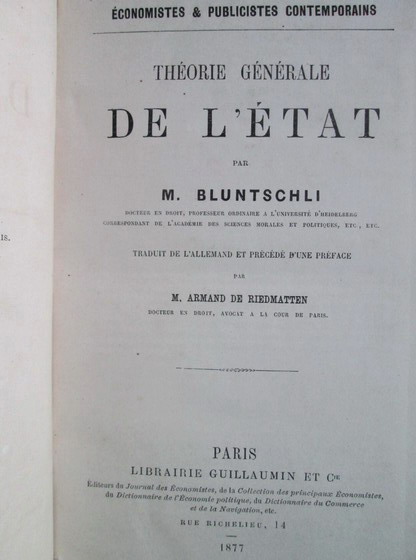 ÉCONOMISTES & PUBLICISTES CONTEMPORAINS
THÉORIE GÉNÉRALE
DE L'ÉTAT
PAR
M. BLUNTSCHLI
DOCTEUR EN DROIT, PROFESSEUR ORDINAIRE A L'UNIVERSITÉ D'HEIDELBERG
CORRESPONDANT DE L'ACADÉMIE DES SCIENCES MORALES ET POLITIQUES, ETC., ETC.
TRADUIT DE L'ALLEMAND ET PRÉCÉDÉ D'UNE PRÉFACE
PAR
M. ARMAND DE RIEDMATTEN
DOCTEUR EN DROIT, AVOCAT A LA COUR DE PARIS.
18.
PARIS
LIBRAIRIE GUILLAUMIN ET Cie
Éditeurs du Journal des Économistes, de la Collection des principaux Économistes,
du Dictionnaire de l'Économie politique, du Dictionnaire du Commerce
et de la Navigation, etc.
RUE RICHELIEU, 14
1877